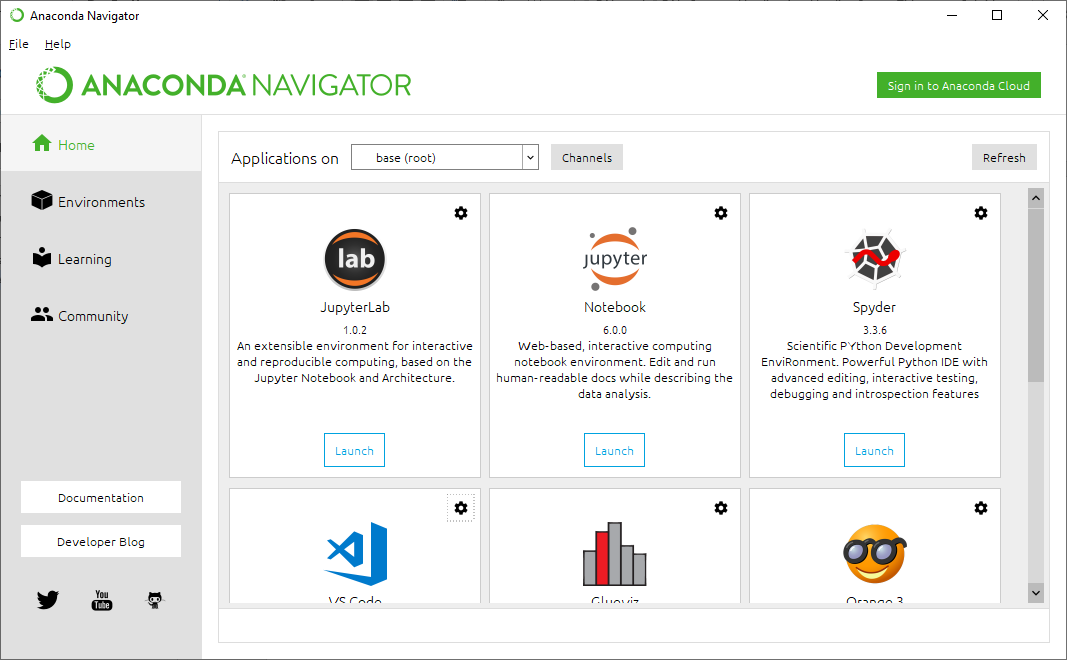 Anaconda Navigator
File Help
ANACONDA NAVIGATOR
Sign in to Anaconda Cloud
Home
Environments
Learning
Community
Documentation
Developer Blog
You
Tube
Applications on
base (root)
Channels
Refresh
lab
JupyterLab
1.0.2
An extensible environment for interactive
and reproducible computing, based on the
Jupyter Notebook and Architecture.
Launch
jupyter
Notebook
6.0.0
Web-based, interactive computing
notebook environment. Edit and run
human-readable docs while describing the
data analysis.
Launch
Spyder
3.3.6
Scientific PYthon Development
EnviRonment. Powerful Python IDE with
advanced editing, interactive testing,
debugging and introspection features
Launch
VS Code
Glueviz
Orange 3